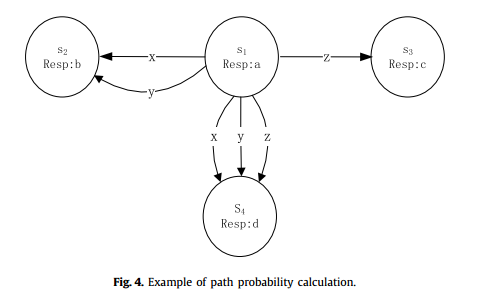 s₂
Resp:b
x
y
s₁
Resp:a
z
s₃
Resp:c
x y z
S₄
Resp:d
Fig. 4. Example of path probability calculation.